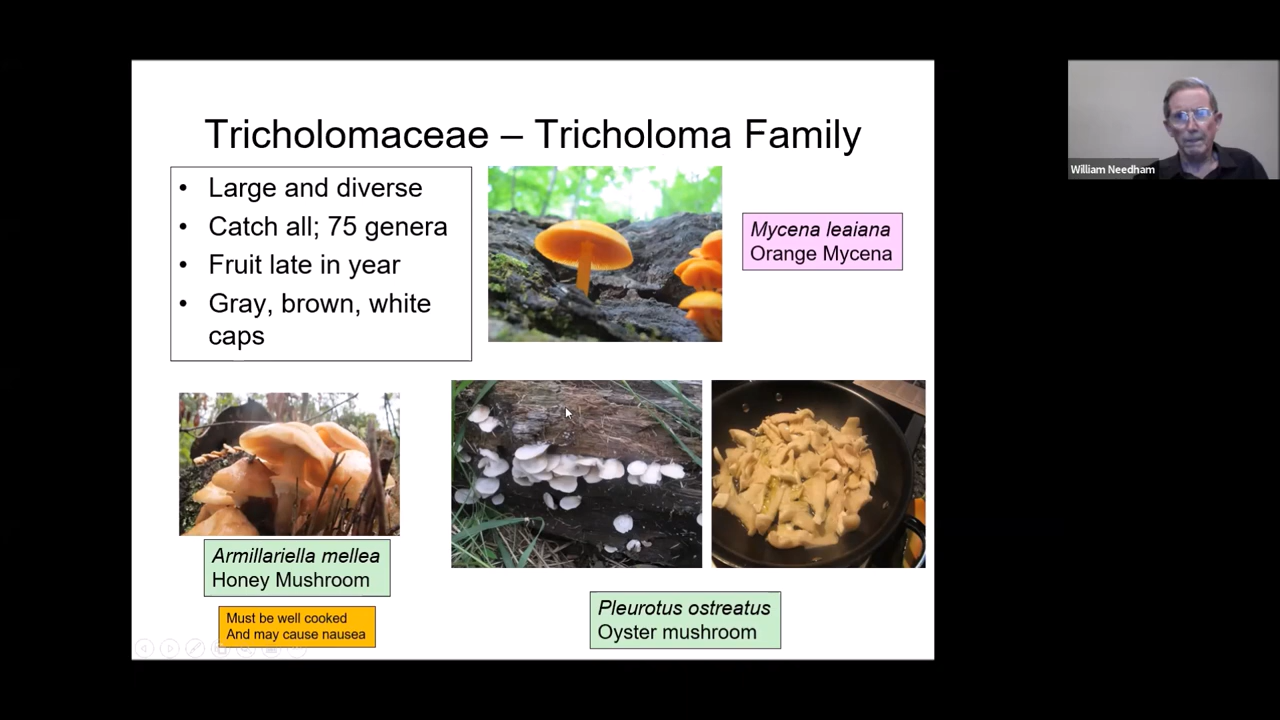 Tricholomaceae – Tricholoma Family
• Large and diverse
• Catch all; 75 genera
• Fruit late in year
• Gray, brown, white
caps
Mycena leaiana
Orange Mycena
Armillariella mellea
Honey Mushroom
Must be well cooked
And may cause nausea
Pleurotus ostreatus
Oyster mushroom
William Needham